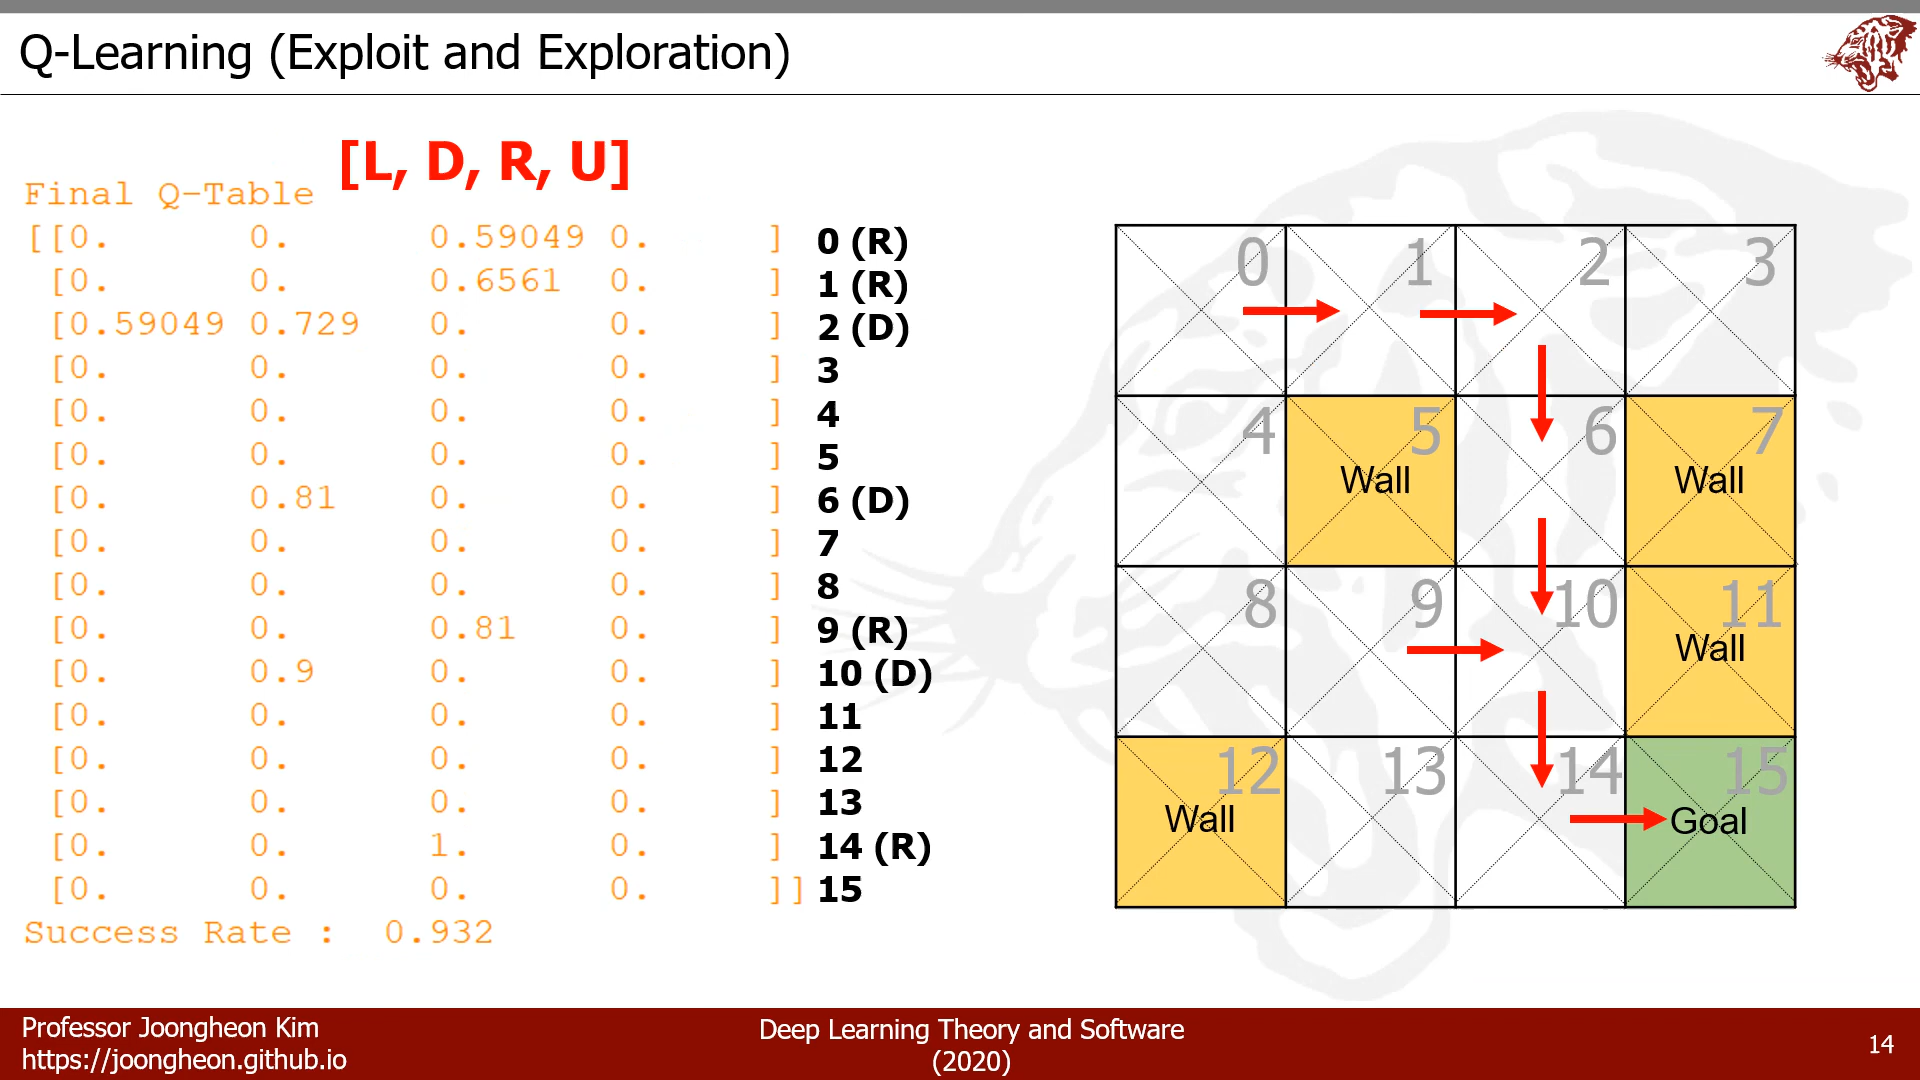 Q-Learning (Exploit and Exploration)
[L, D, R, U]
Final Q-Table
[[0. 0. 0.59049 0. ] 0 (R)
[0. 0. 0.6561 0. ] 1 (R)
[0.59049 0.729 0. 0. ] 2 (D)
[0. 0. 0. 0. ] 3
[0. 0. 0. 0. ] 4
[0. 0. 0. 0. ] 5
[0. 0.81 0. 0. ] 6 (D)
[0. 0. 0. 0. ] 7
[0. 0. 0. 0. ] 8
[0. 0. 0.81 0. ] 9 (R)
[0. 0.9 0. 0. ] 10 (D)
[0. 0. 0. 0. ] 11
[0. 0. 0. 0. ] 12
[0. 0. 0. 0. ] 13
[0. 0. 1. 0. ] 14 (R)
[0. 0. 0. 0. ]] 15
Success Rate : 0.932
0 1 2 3
4 5 6 7
Wall Wall
8 9 10 11
Wall
12 13 14 15
Wall Goal
Professor Joongheon Kim
https://joongheon.github.io
Deep Learning Theory and Software
(2020)
14